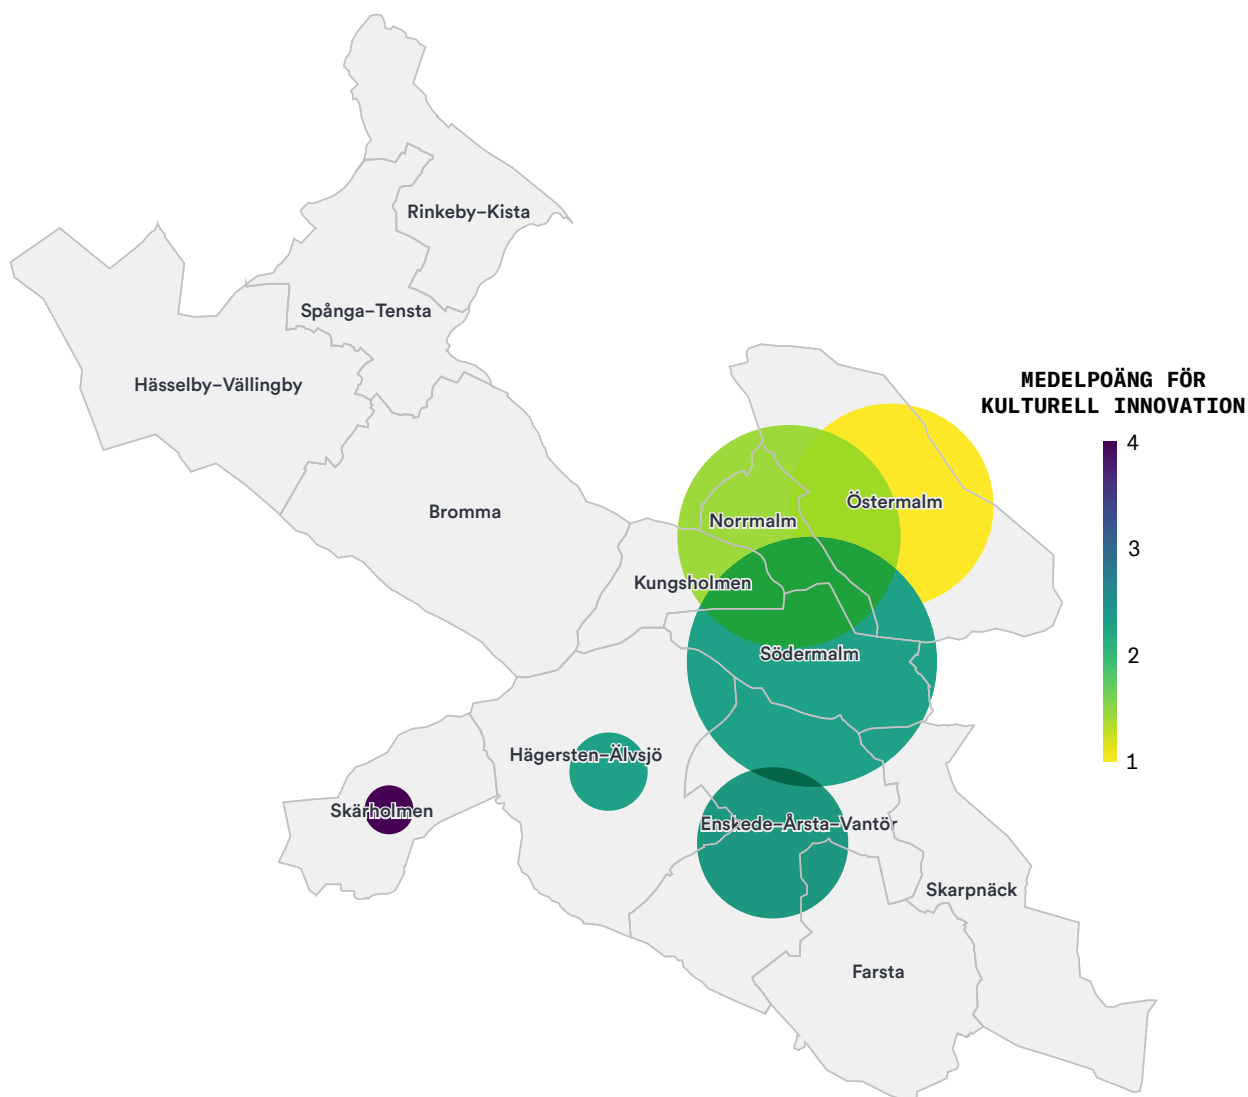 Rinkeby–Kista
Spånga–Tensta
Hässelby–Vällingby
MEDELPOÄNG FÖR
KULTURELL INNOVATION
4
3
2
1
Östermalm
Bromma
Norrmalm
Kungsholmen
Södermalm
Hägersten–Älvsjö
Skärholmen
Enskede–Årsta–Vantör
Skarpnäck
Farsta